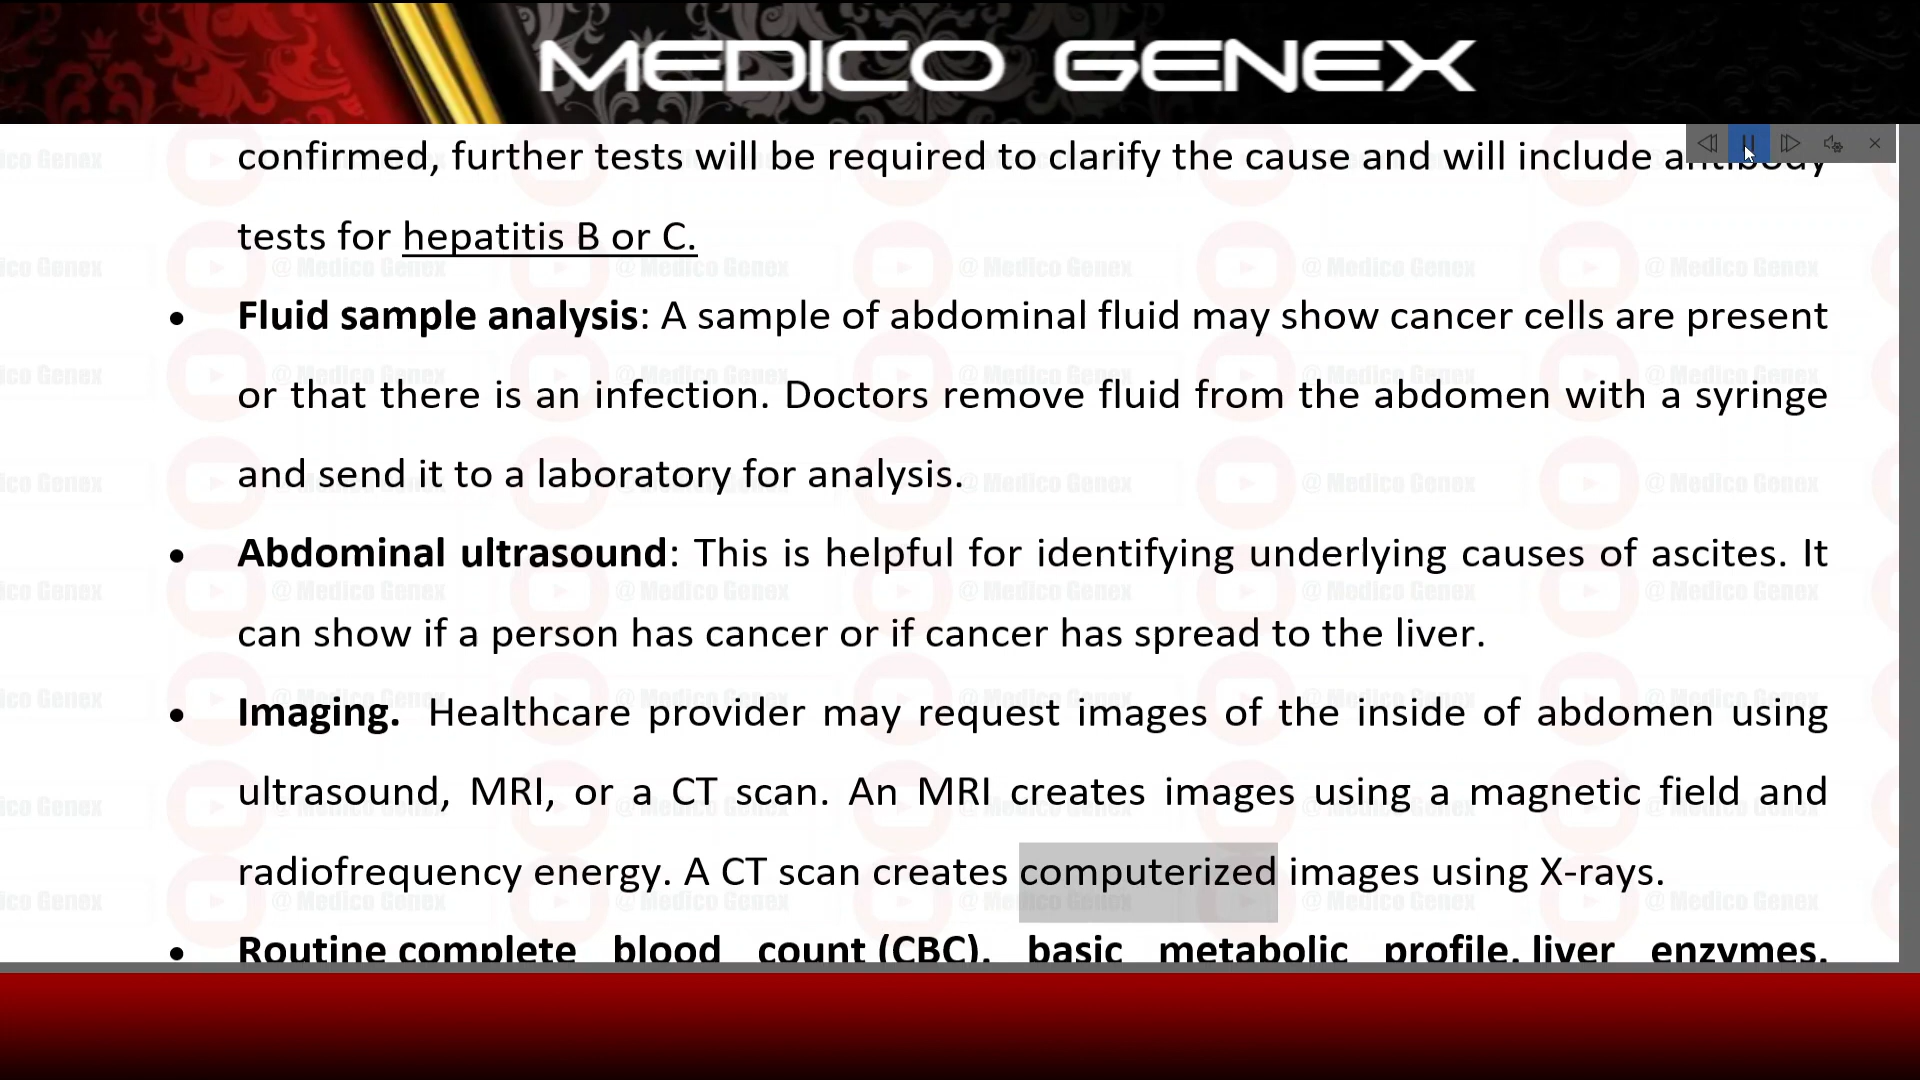 MEDICO GENEX
confirmed, further tests will be required to clarify the cause and will include antibody
tests for hepatitis B or C.
• Fluid sample analysis: A sample of abdominal fluid may show cancer cells are present
or that there is an infection. Doctors remove fluid from the abdomen with a syringe
and send it to a laboratory for analysis.
• Abdominal ultrasound: This is helpful for identifying underlying causes of ascites. It
can show if a person has cancer or if cancer has spread to the liver.
• Imaging. Healthcare provider may request images of the inside of abdomen using
ultrasound, MRI, or a CT scan. An MRI creates images using a magnetic field and
radiofrequency energy. A CT scan creates computerized images using X-rays.
• Routine complete blood count (CBC), basic metabolic profile, liver enzymes,
@ Medico Genex